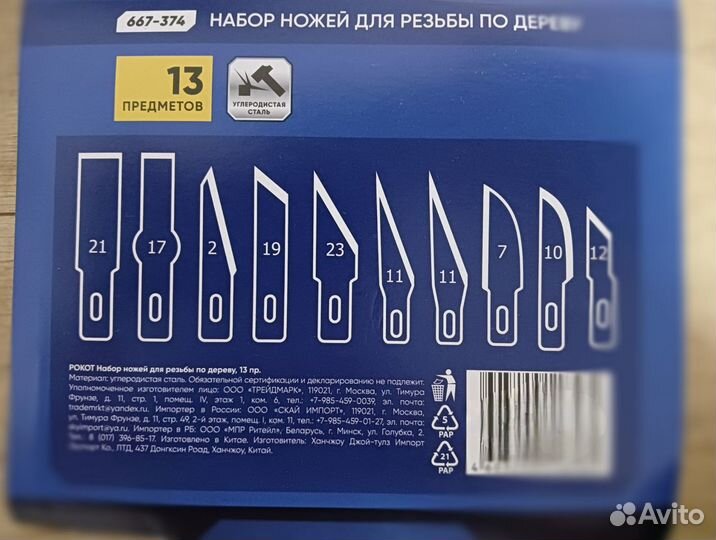 667-374 НАБОР НОЖЕЙ ДЛЯ РЕЗЬБЫ ПО ДЕРЕВУ
13
ПРЕДМЕТОВ
УГЛЕРОДИСТАЯ
СТАЛЬ
21 17 2 19 23 11 11 7 10 12
РОКОТ Набор ножей для резьбы по дереву, 13 пр.
Материал: углеродистая сталь. Обязательной сертификации и декларированию не подлежит.
Уполномоченное изготовителем лицо: ООО «ТРЕЙДМАРК», 119021, г. Москва, ул. Тимура
Фрунзе, д. 11, стр. 1, помещ. IV, этаж 1, ком. 6, тел.: +7-985-459-0039, эл. почта:
trademrkt@yandex.ru. Импортер в России: ООО «СКАЙ ИМПОРТ», 119021, г. Москва,
ул. Тимура Фрунзе, д. 11, стр. 49, 2-й этаж, помещ. I, ком. 11, тел.: +7-985-459-01-27, эл. почта:
skyimport@ya.ru. Импортер в РБ: ООО «МПР Ритейл», Беларусь, г. Минск, ул. Голубка, 2.
Тел.: 8 (017) 396-85-17. Изготовлено в Китае. Изготовитель: Ханчжоу Джой-тулз Импорт
Экспорт Ко., ЛТД, 437 Донгксин Роад, Ханчжоу, Китай.
5
PAP
21
PAP
Avito